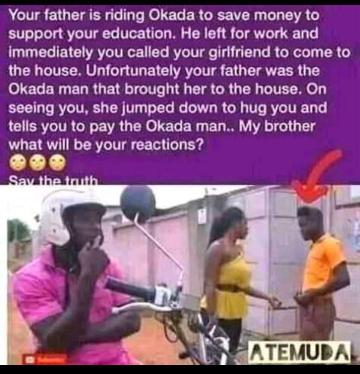 Your father is riding Okada to save money to
support your education. He left for work and
immediately you called your girlfriend to come to
the house. Unfortunately your father was the
Okada man that brought her to the house. On
seeing you, she jumped down to hug you and
tells you to pay the Okada man.. My brother
what will be your reactions?
🙄🙄🙄
Say the truth
ATEMUDA